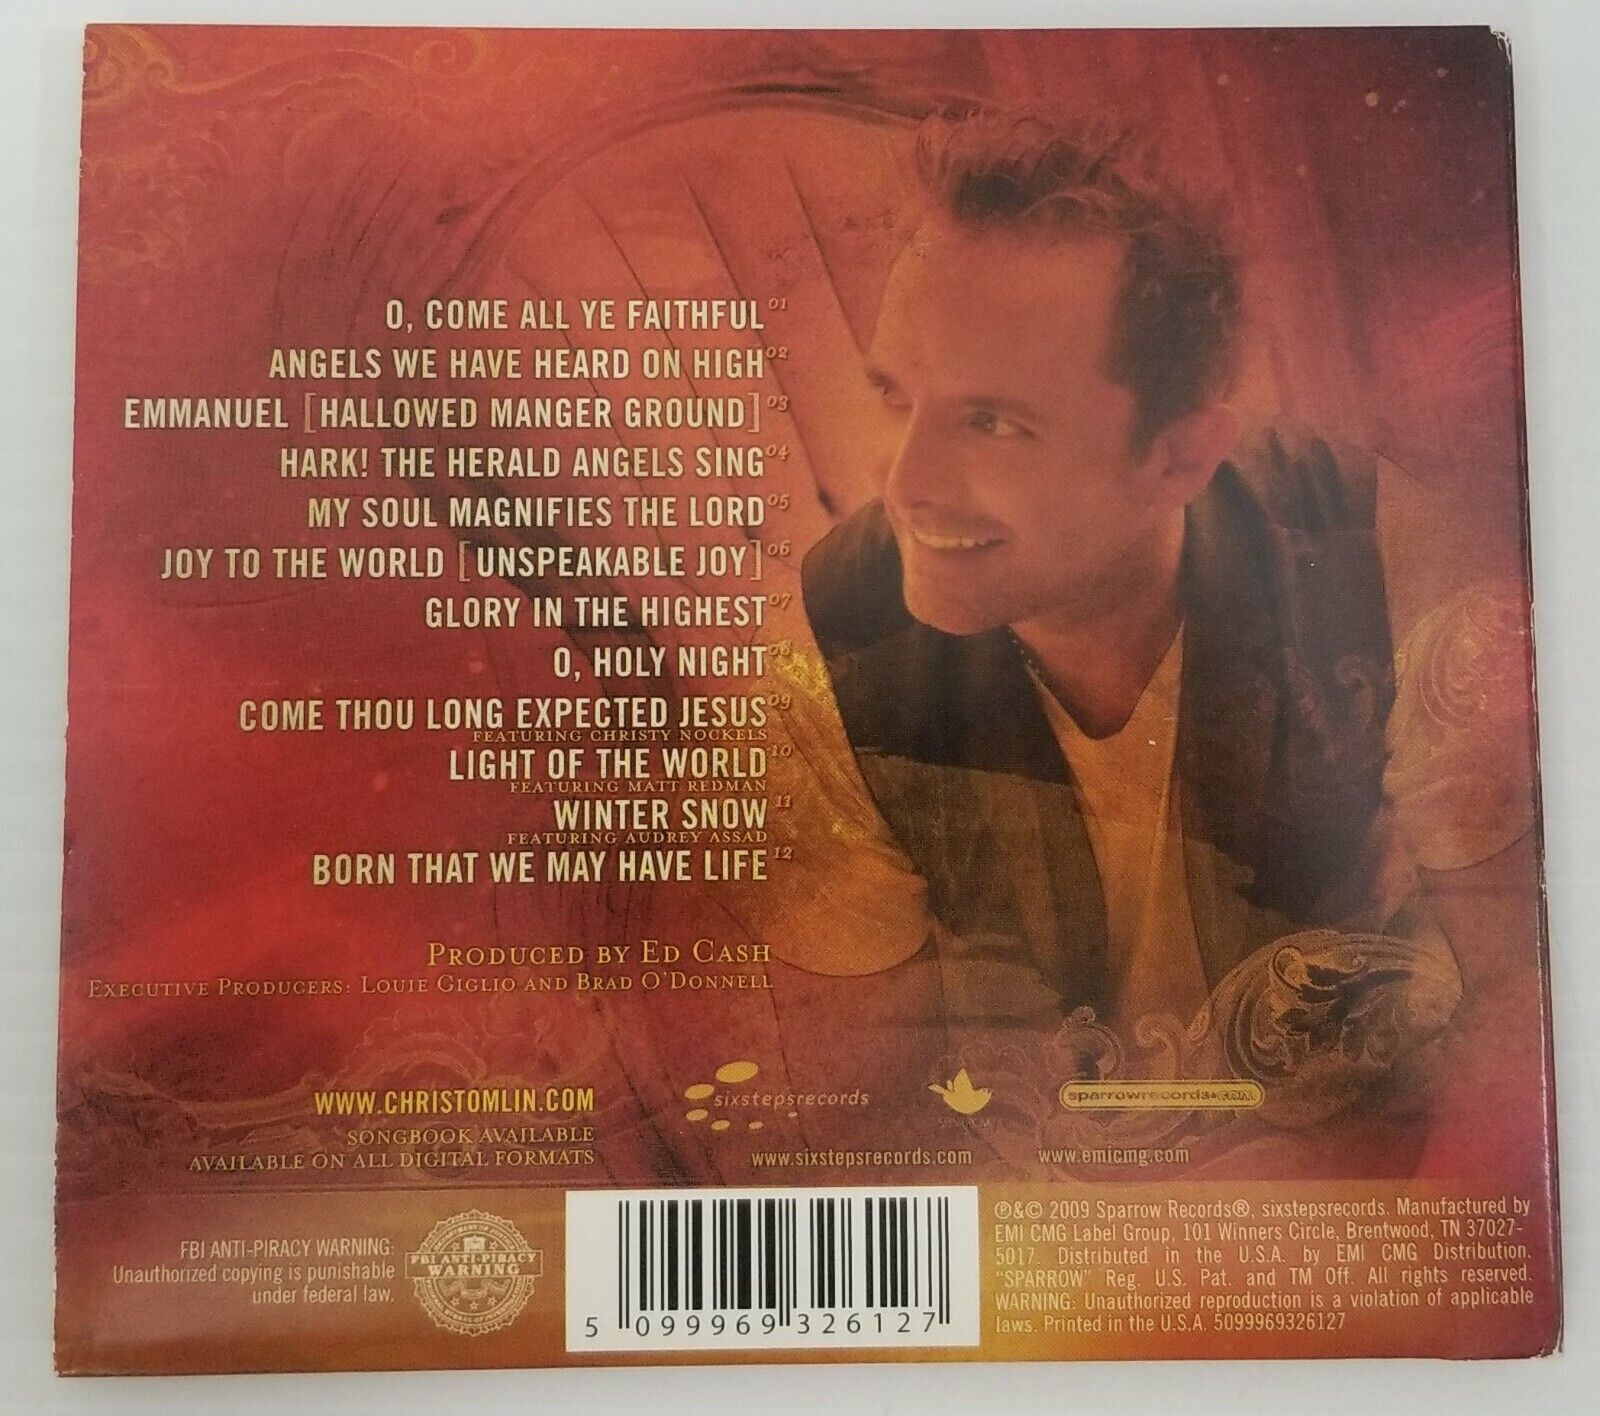 O, COME ALL YE FAITHFUL 01
ANGELS WE HAVE HEARD ON HIGH 02
EMMANUEL [HALLOWED MANGER GROUND] 03
HARK! THE HERALD ANGELS SING 04
MY SOUL MAGNIFIES THE LORD 05
JOY TO THE WORLD [UNSPEAKABLE JOY] 06
GLORY IN THE HIGHEST 07
O, HOLY NIGHT 08
COME THOU LONG EXPECTED JESUS 09
FEATURING CHRISTY NOCKELS
LIGHT OF THE WORLD 10
FEATURING MATT REDMAN
WINTER SNOW 11
FEATURING AUDREY ASSAD
BORN THAT WE MAY HAVE LIFE 12
PRODUCED BY ED CASH
EXECUTIVE PRODUCERS: LOUIE GIGLIO AND BRAD O'DONNELL
WWW.CHRISTOMLIN.COM
SONGBOOK AVAILABLE
AVAILABLE ON ALL DIGITAL FORMATS
sixstepsrecords
www.sixstepsrecords.com
sparrowrecords.com
www.emicmg.com
FBI ANTI-PIRACY WARNING:
Unauthorized copying is punishable
under federal law.
FBI ANTI-PIRACY
WARNING
5 099969 326127
℗&© 2009 Sparrow Records®, sixstepsrecords. Manufactured by
EMI CMG Label Group, 101 Winners Circle, Brentwood, TN 37027-
5017. Distributed in the U.S.A. by EMI CMG Distribution.
"SPARROW" Reg. U.S. Pat. and TM Off. All rights reserved.
WARNING: Unauthorized reproduction is a violation of applicable
laws. Printed in the U.S.A. 5099969326127